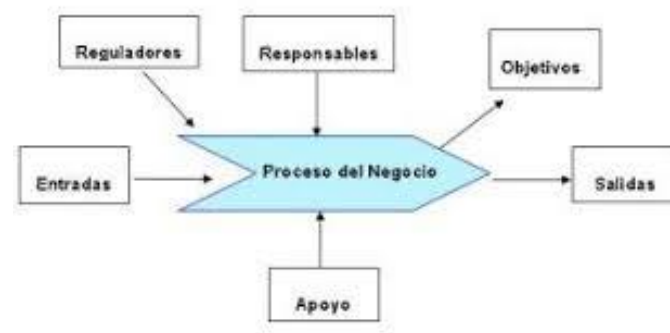 Reguladores
Responsables
Objetivos
Entradas
Proceso del Negocio
Salidas
Apoyo